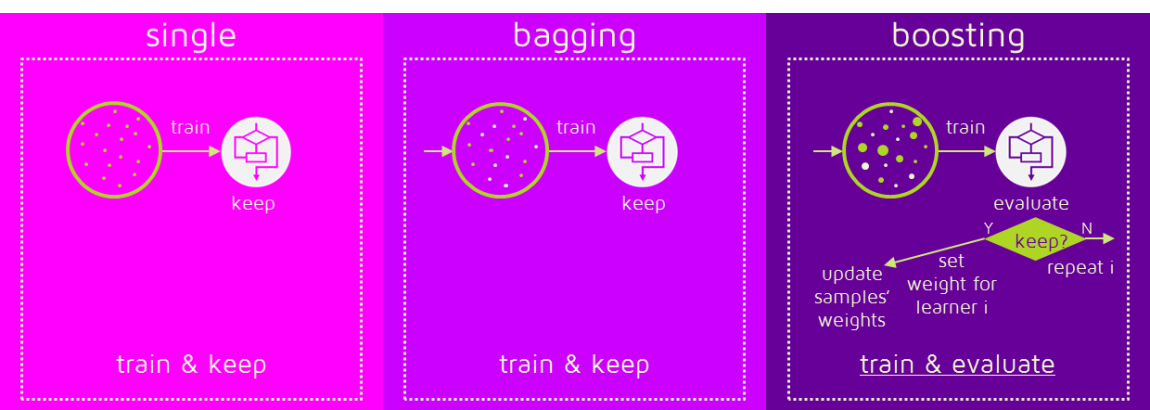 single
train
keep
train & keep
bagging
train
keep
train & keep
boosting
train
evaluate
Y
keep?
N
repeat i
set
weight for
learner i
update
samples'
weights
train & evaluate